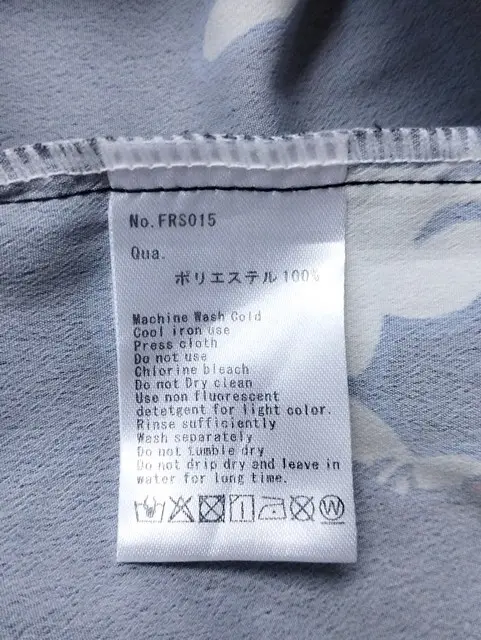 No.FRS015
Qua.
ポリエステル100%
Machine Wash Cold
Cool iron use
Press cloth
Do not use
Chlorine bleach
Do not Dry clean
Use non fluorescent
detetgent for light color.
Rinse sufficiently
Wash separately
Do not tumble dry
Do not drip dry and leave in
water for long time.
W